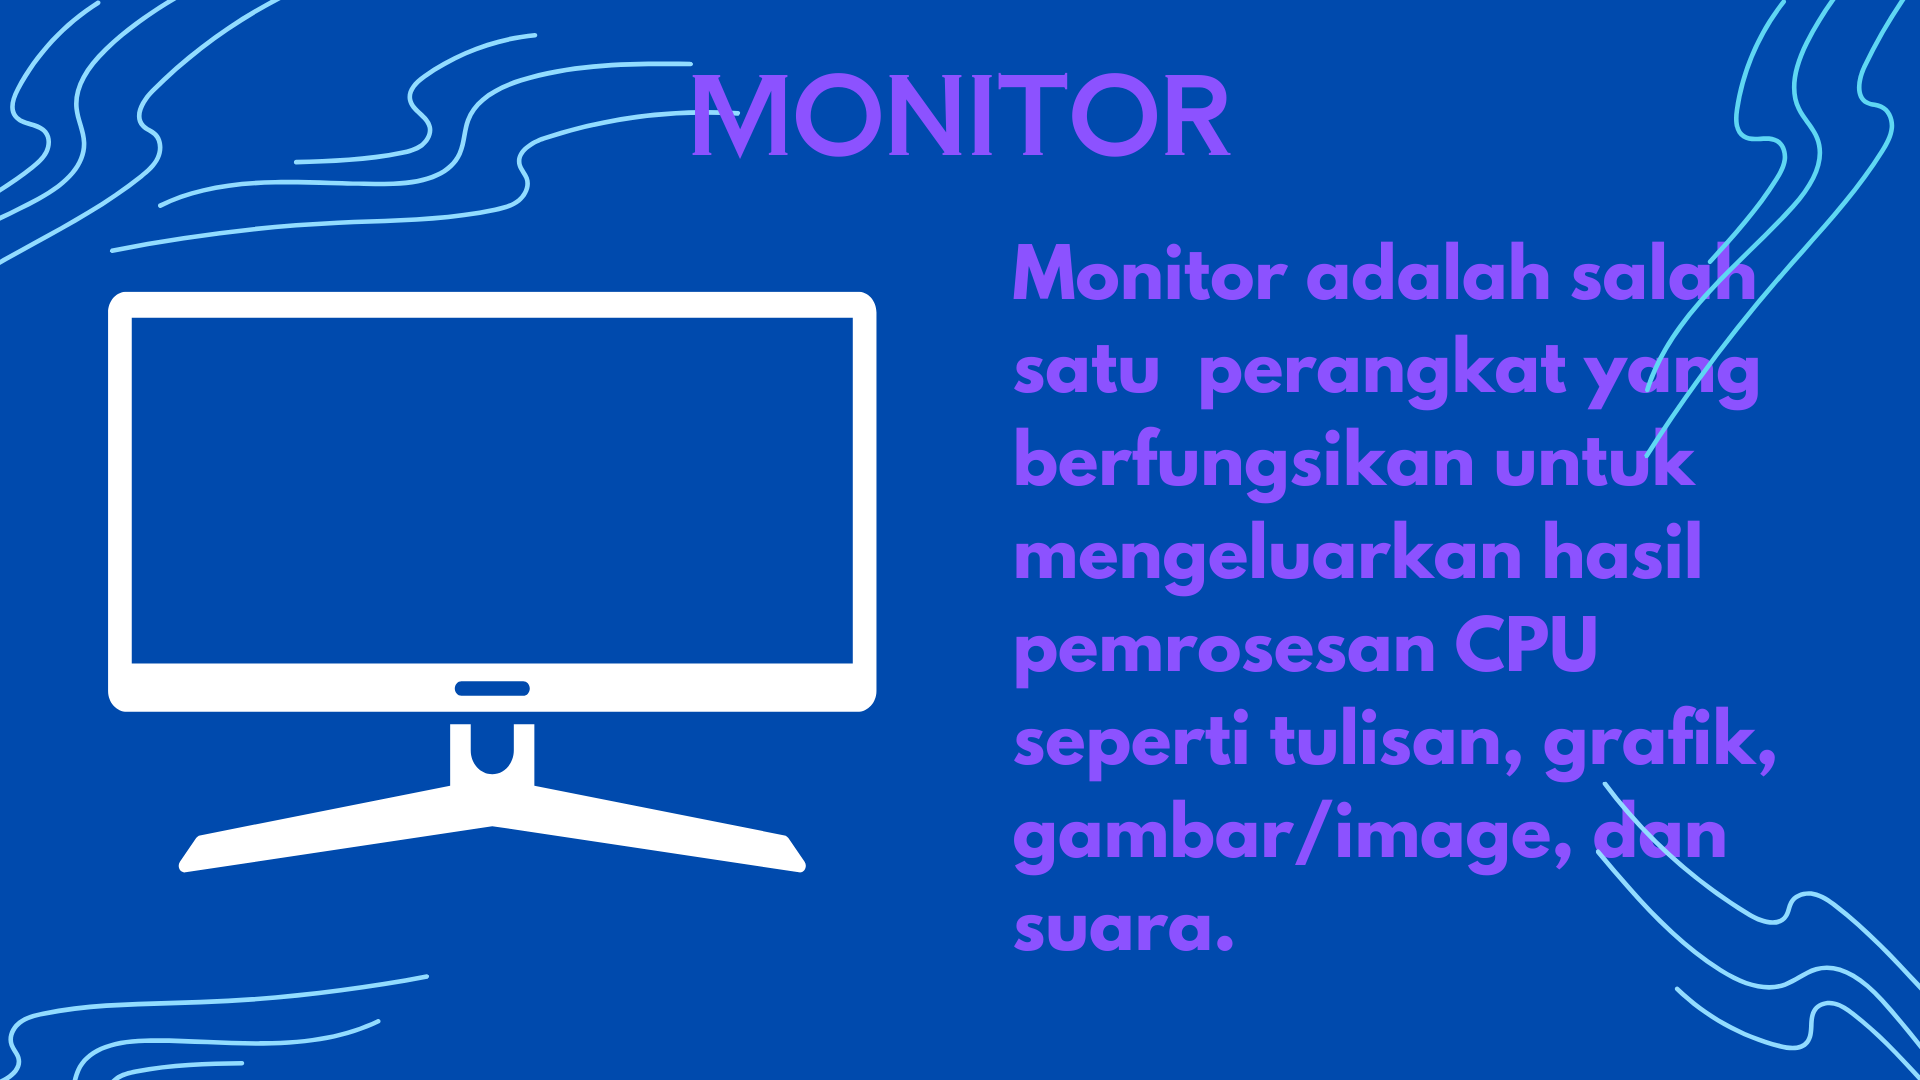 MONITOR
Monitor adalah salah
satu  perangkat yang
berfungsikan untuk
mengeluarkan hasil
pemrosesan CPU
seperti tulisan, grafik,
gambar/image, dan
suara.